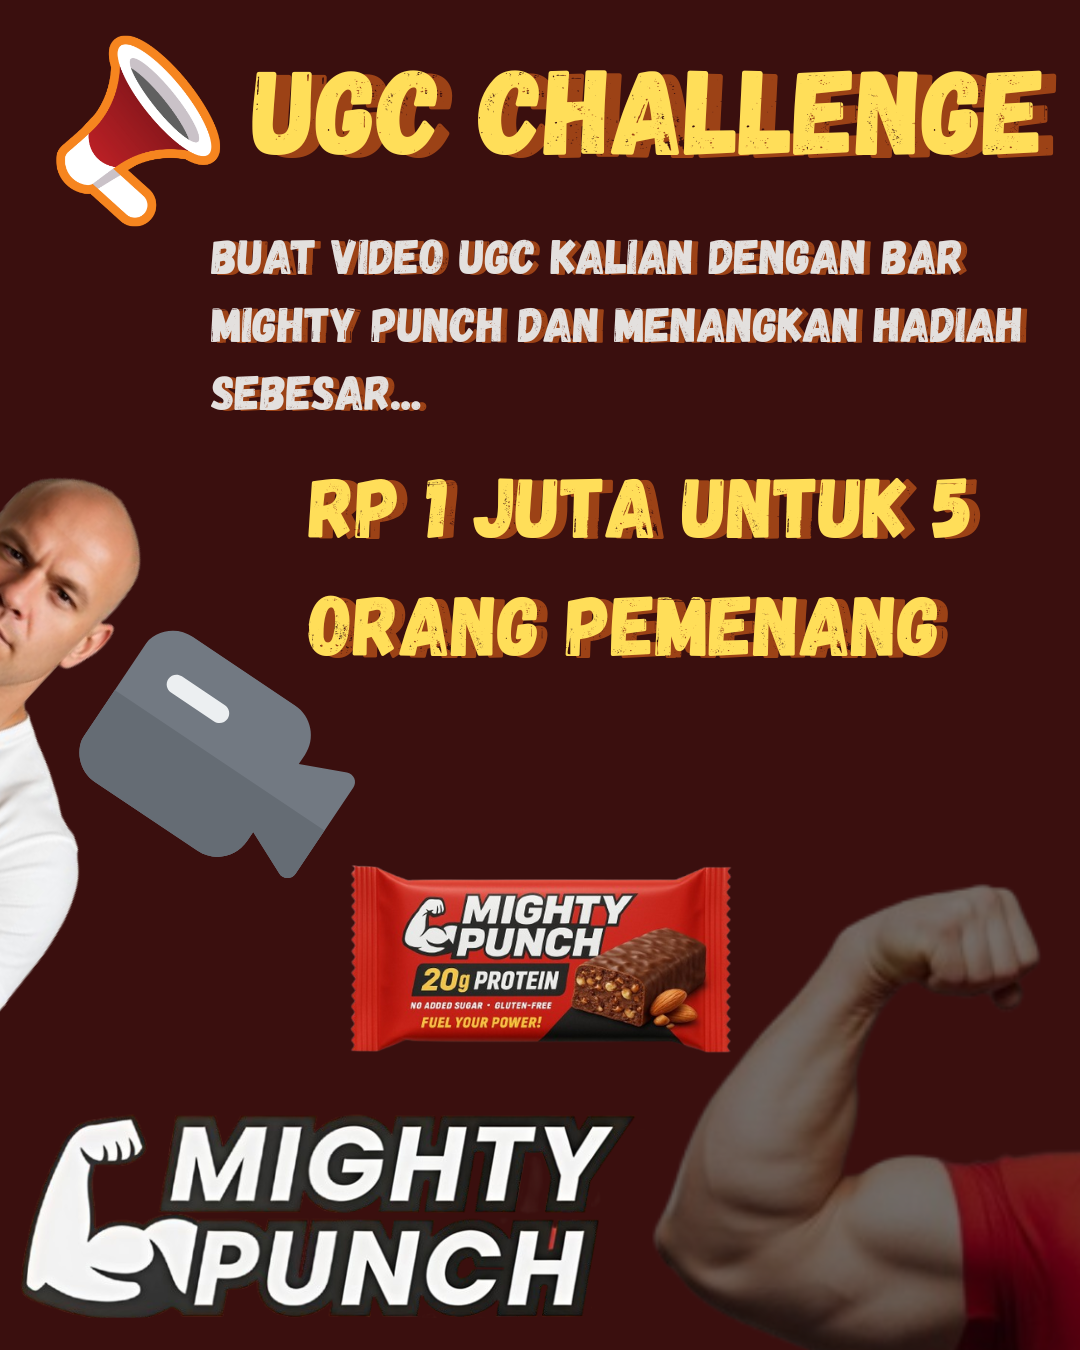 UGC CHALLENGE
BUAT VIDEO UGC KALIAN DENGAN BAR
MIGHTY PUNCH DAN MENANGKAN HADIAH
SEBESAR...
RP 1 JUTA UNTUK 5
ORANG PEMENANG
MIGHTY
PUNCH
20g PROTEIN
NO ADDED SUGAR • GLUTEN-FREE
FUEL YOUR POWER!
MIGHTY
PUNCH